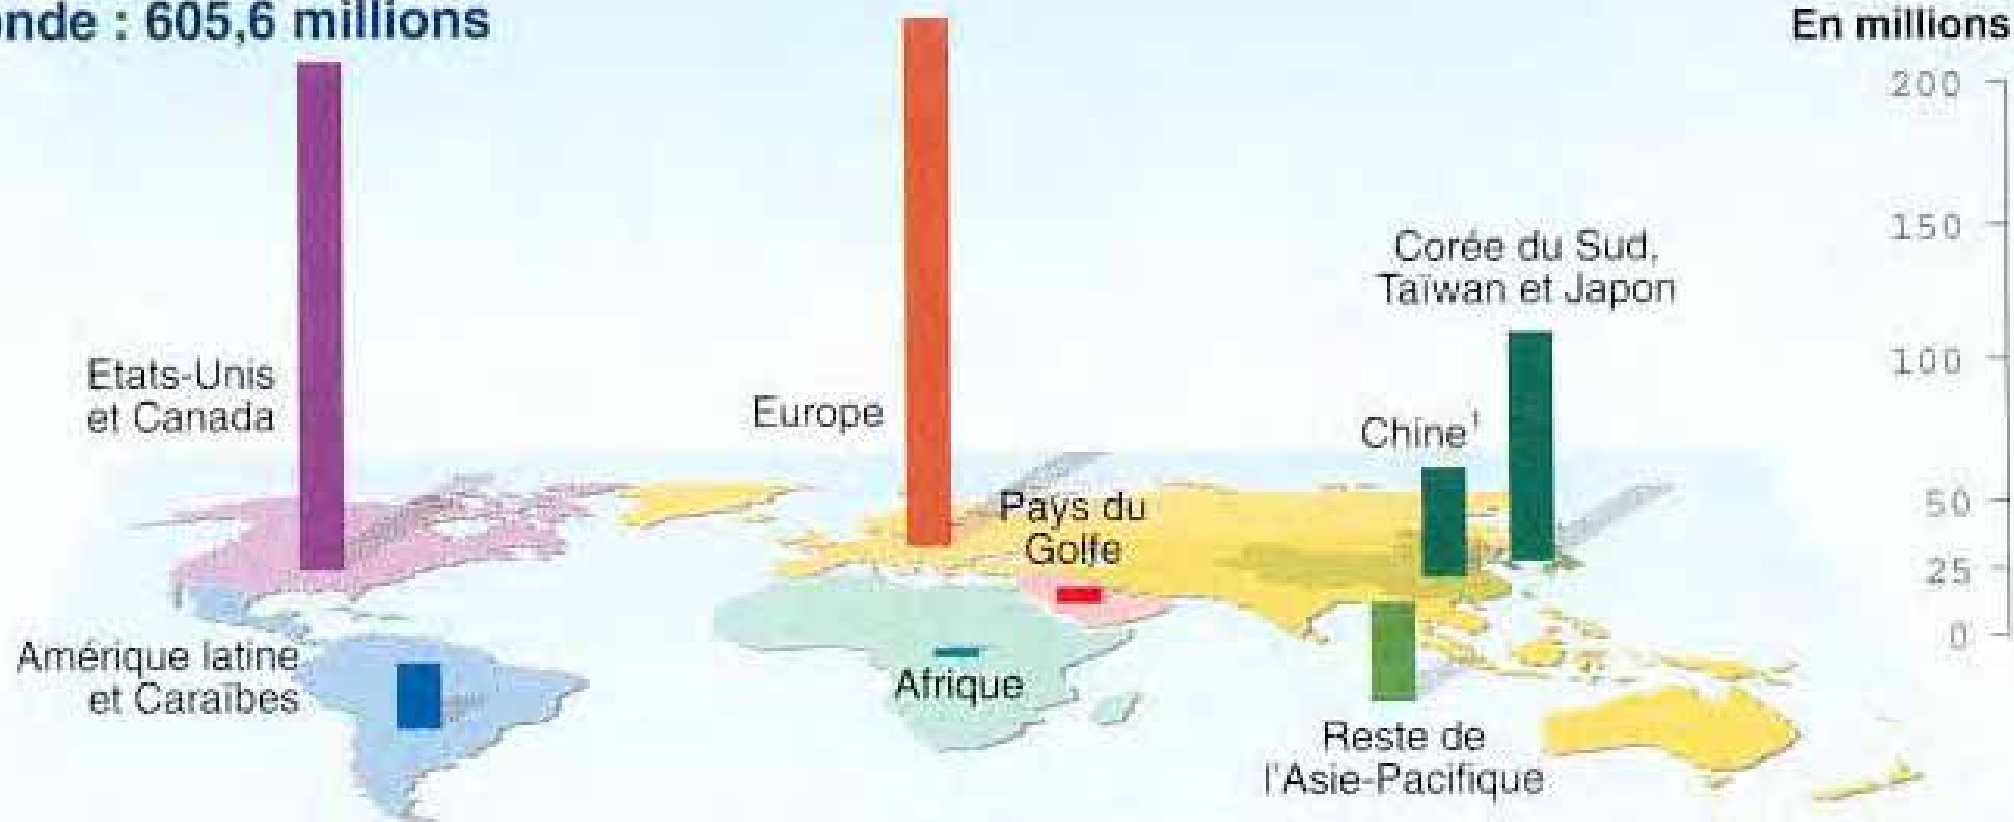 : 605,6 millions
En millions
200
150
100
50
25
0
Etats-Unis
et Canada
Europe
Corée du Sud,
Taïwan et Japon
Chine¹
Pays du
Golfe
Amérique latine
et Caraïbes
Afrique
Reste de
l'Asie-Pacifique